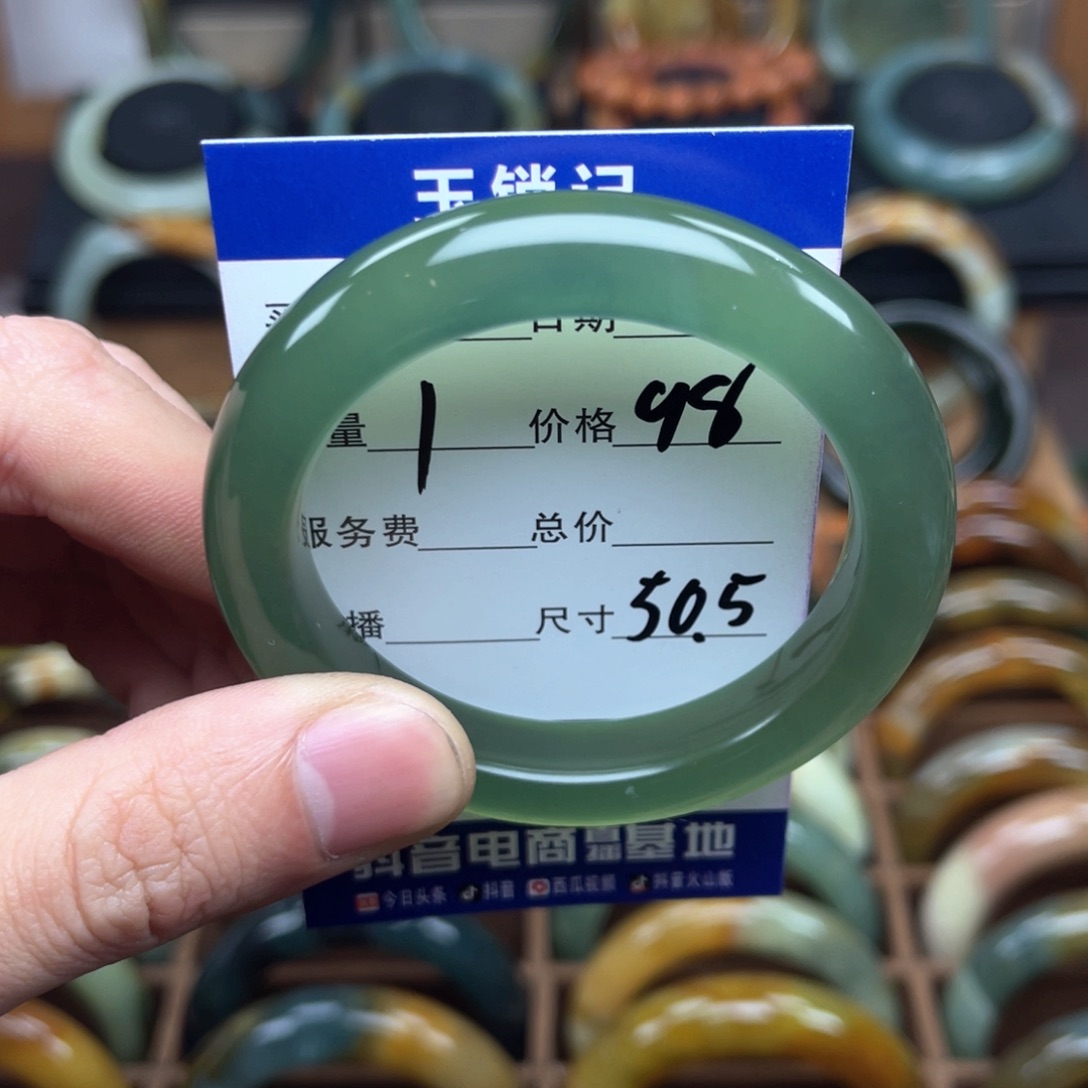 玉锁记
日期
量 1 价格 98
服务费 总价
播 尺寸 50.5
抖音电商 基地
今日头条 抖音 西瓜视频 抖音火山版